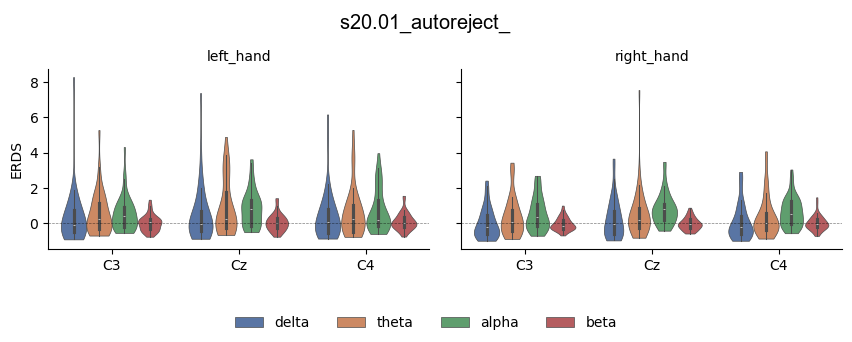 s20.01_autoreject_
left_hand
right_hand
8
6
4
2
0
ERDS
C3 Cz C4
C3 Cz C4
delta theta alpha beta